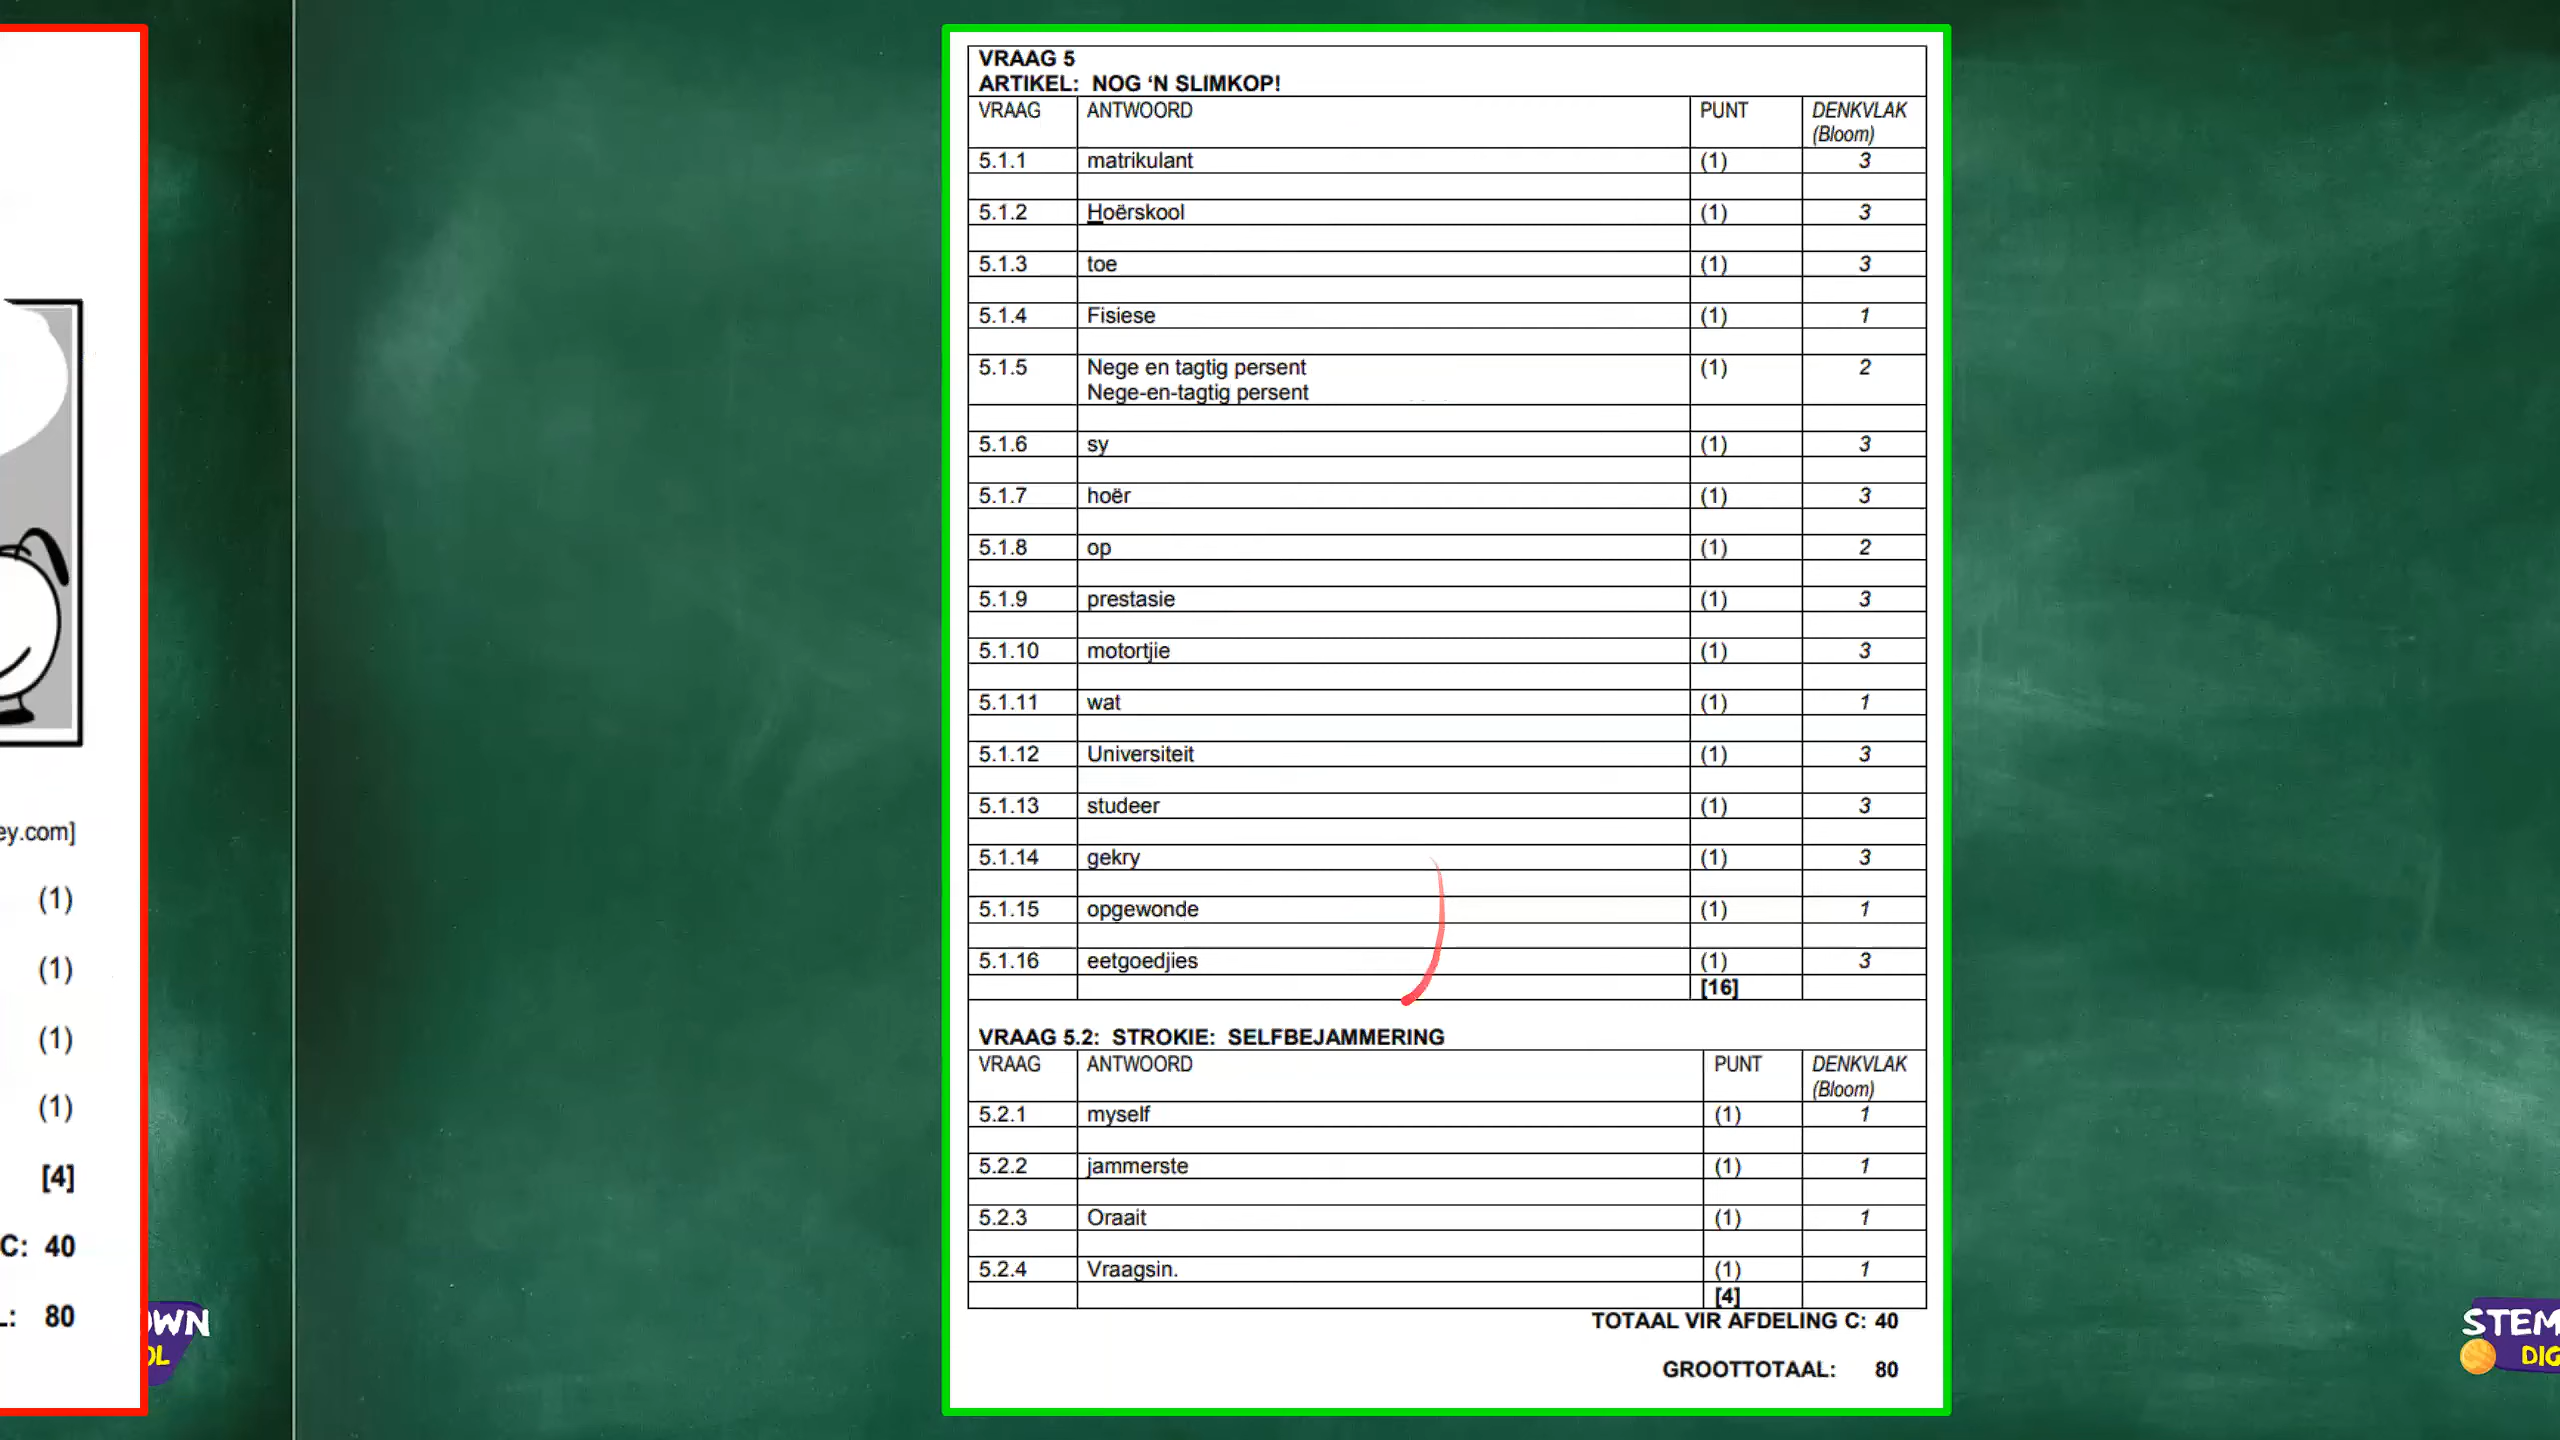 ey.com]
(1)
(1)
(1)
(1)
[4]
C: 40
L: 80
OWN
OL
VRAAG 5
ARTIKEL: NOG ‘N SLIMKOP!
VRAAG ANTWOORD PUNT DENKVLAK
(Bloom)
5.1.1 matrikulant (1) 3
5.1.2 Hoërskool (1) 3
5.1.3 toe (1) 3
5.1.4 Fisiese (1) 1
5.1.5 Nege en tagtig persent (1) 2
Nege-en-tagtig persent
5.1.6 sy (1) 3
5.1.7 hoër (1) 3
5.1.8 op (1) 2
5.1.9 prestasie (1) 3
5.1.10 motortjie (1) 3
5.1.11 wat (1) 1
5.1.12 Universiteit (1) 3
5.1.13 studeer (1) 3
5.1.14 gekry (1) 3
5.1.15 opgewonde (1) 1
5.1.16 eetgoedjies (1) 3
[16]
VRAAG 5.2: STROKIE: SELFBEJAMMERING
VRAAG ANTWOORD PUNT DENKVLAK
(Bloom)
5.2.1 myself (1) 1
5.2.2 jammerste (1) 1
5.2.3 Oraait (1) 1
5.2.4 Vraagsin. (1) 1
[4]
TOTAAL VIR AFDELING C: 40
GROOTTOTAAL: 80
STEM
DIG